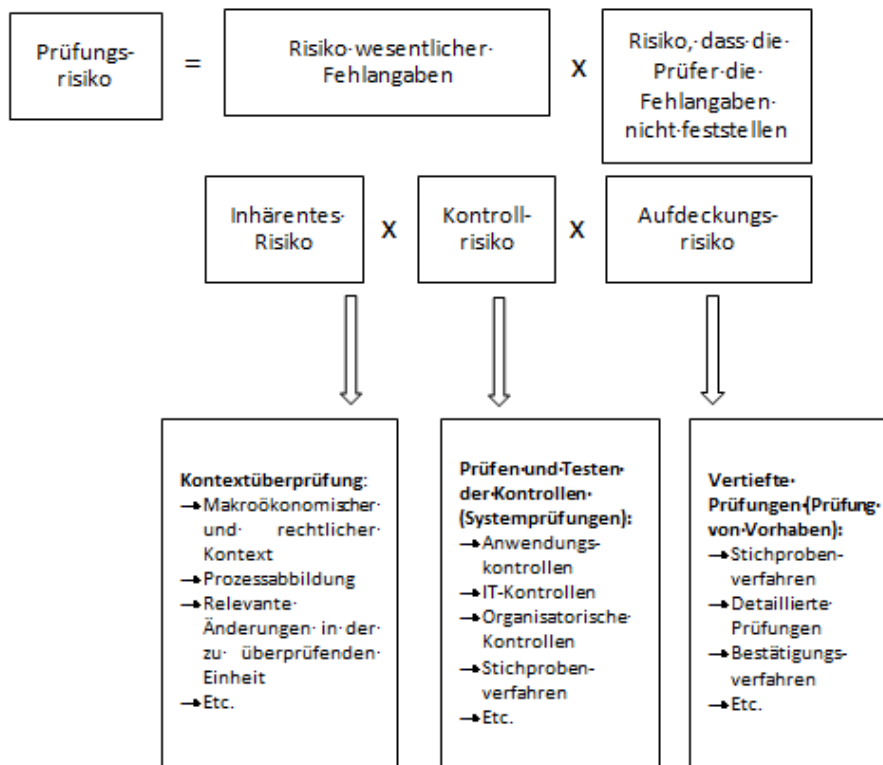 Prüfungs-
risiko
=
Risiko wesentlicher
Fehlangaben
x
Risiko, dass die
Prüfer die
Fehlangaben
nicht feststellen
Inhärentes
Risiko
x
Kontroll-
risiko
x
Aufdeckungs-
risiko
Kontextüberprüfung:
→Makroökonomischer
und rechtlicher
Kontext
→Prozessabbildung
→Relevante
Änderungen in der
zu überprüfenden
Einheit
→Etc.
Prüfen und Testen
der Kontrollen
(Systemprüfungen):
→Anwendungs-
kontrollen
→IT-Kontrollen
→Organisatorische
Kontrollen
→Stichproben-
verfahren
→Etc.
Vertiefte
Prüfungen (Prüfung
von Vorhaben):
→Stichproben-
verfahren
→Detaillierte
Prüfungen
→Bestätigungs-
verfahren
→Etc.